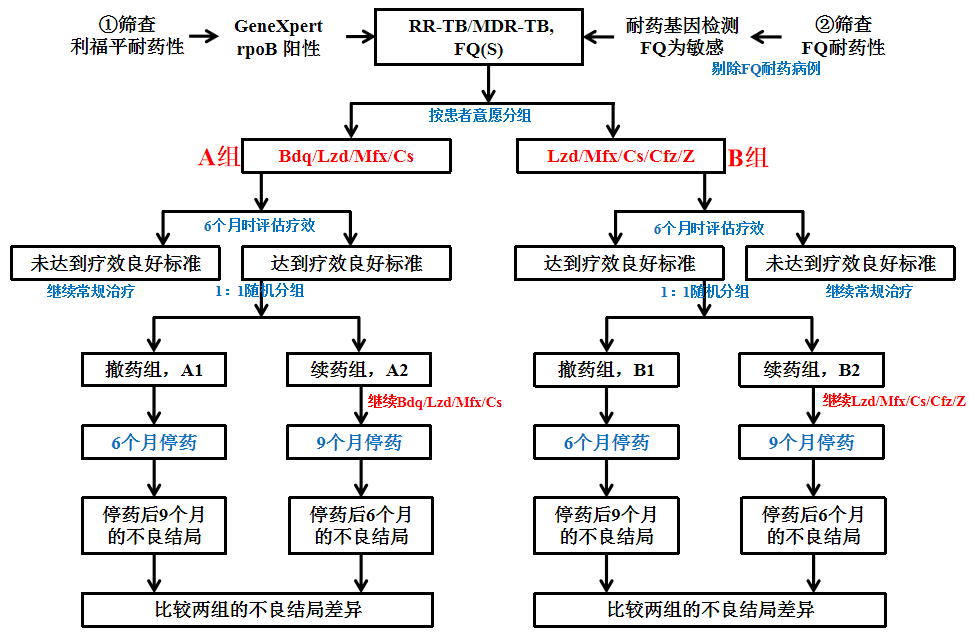 ①筛查
利福平耐药性
GeneXpert
rpoB 阳性
RR-TB/MDR-TB,
FQ(S)
耐药基因检测
FQ为敏感
②筛查
FQ耐药性
剔除FQ耐药病例
按患者意愿分组
A组
Bdq/Lzd/Mfx/Cs
Lzd/Mfx/Cs/Cfz/Z
B组
6个月时评估疗效
6个月时评估疗效
未达到疗效良好标准
达到疗效良好标准
达到疗效良好标准
未达到疗效良好标准
继续常规治疗
1：1随机分组
1：1随机分组
继续常规治疗
撤药组，A1
续药组，A2
撤药组，B1
续药组，B2
继续Bdq/Lzd/Mfx/Cs
继续Lzd/Mfx/Cs/Cfz/Z
6个月停药
9个月停药
6个月停药
9个月停药
停药后9个月
的不良结局
停药后6个月
的不良结局
停药后9个月
的不良结局
停药后6个月
的不良结局
比较两组的不良结局差异
比较两组的不良结局差异